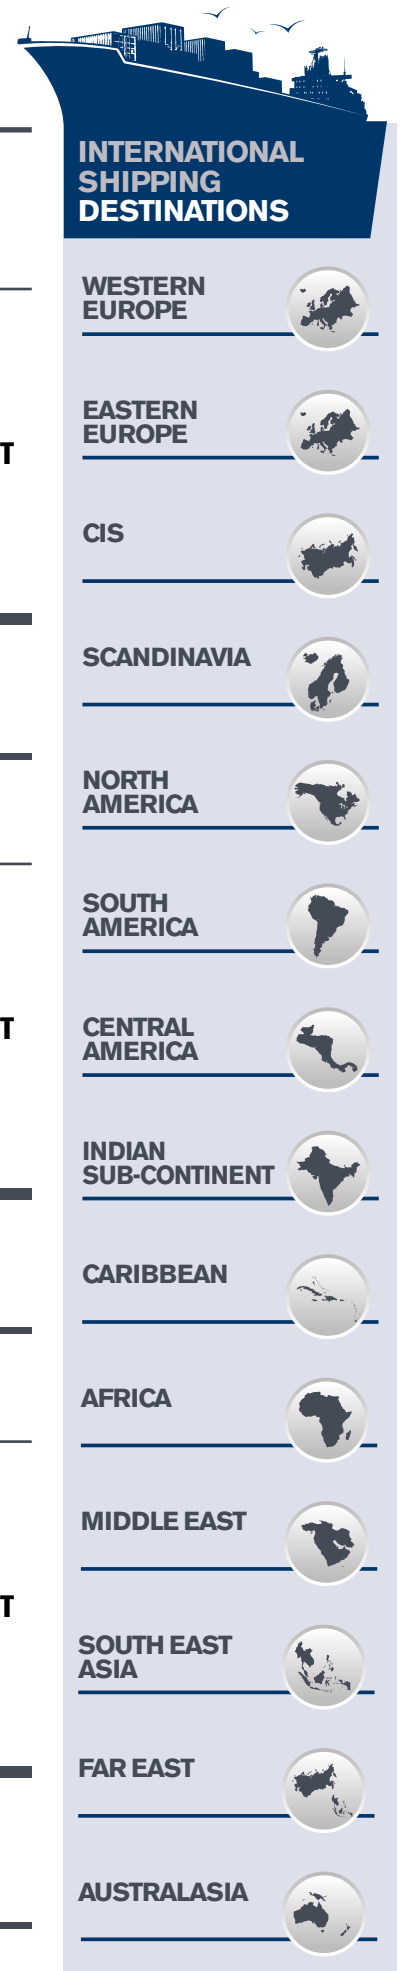 INTERNATIONAL
SHIPPING
DESTINATIONS
WESTERN
EUROPE
EASTERN
EUROPE
T
CIS
SCANDINAVIA
NORTH
AMERICA
SOUTH
AMERICA
T
CENTRAL
AMERICA
INDIAN
SUB-CONTINENT
CARIBBEAN
AFRICA
MIDDLE EAST
T
SOUTH EAST
ASIA
FAR EAST
AUSTRALASIA